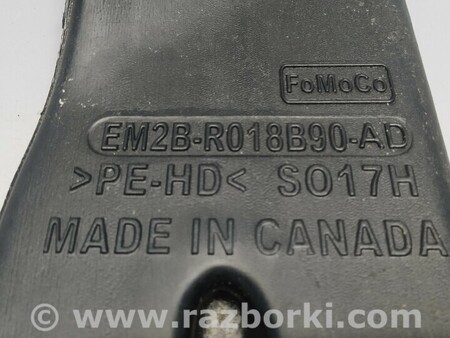 FoMoCo
EM2B-R018B90-AD
>PE-HD< SO17H
MADE IN CANADA
© www.razborki.com